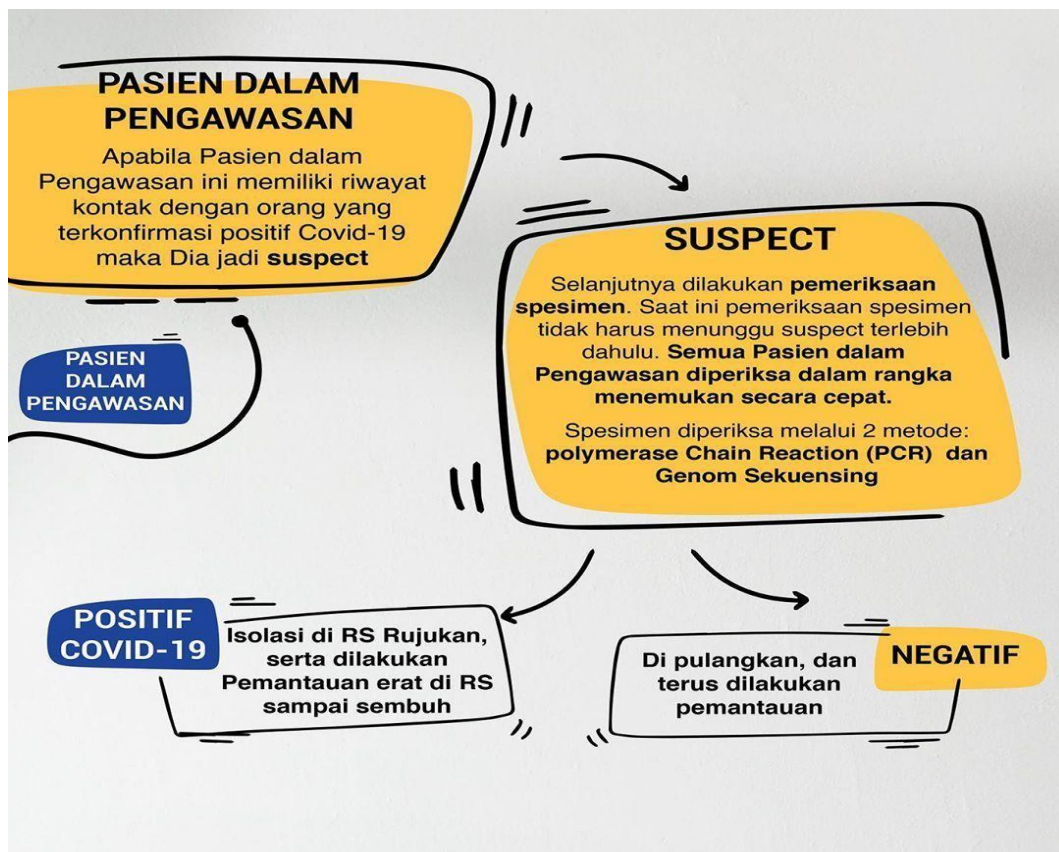 PASIEN DALAM
PENGAWASAN
Apabila Pasien dalam
Pengawasan ini memiliki riwayat
kontak dengan orang yang
terkonfirmasi positif Covid-19
maka Dia jadi suspect
PASIEN
DALAM
PENGAWASAN
SUSPECT
Selanjutnya dilakukan pemeriksaan
spesimen. Saat ini pemeriksaan spesimen
tidak harus menunggu suspect terlebih
dahulu. Semua Pasien dalam
Pengawasan diperiksa dalam rangka
menemukan secara cepat.
Spesimen diperiksa melalui 2 metode:
polymerase Chain Reaction (PCR) dan
Genom Sekuensing
POSITIF
COVID-19
Isolasi di RS Rujukan,
serta dilakukan
Pemantauan erat di RS
sampai sembuh
NEGATIF
Di pulangkan, dan
terus dilakukan
pemantauan